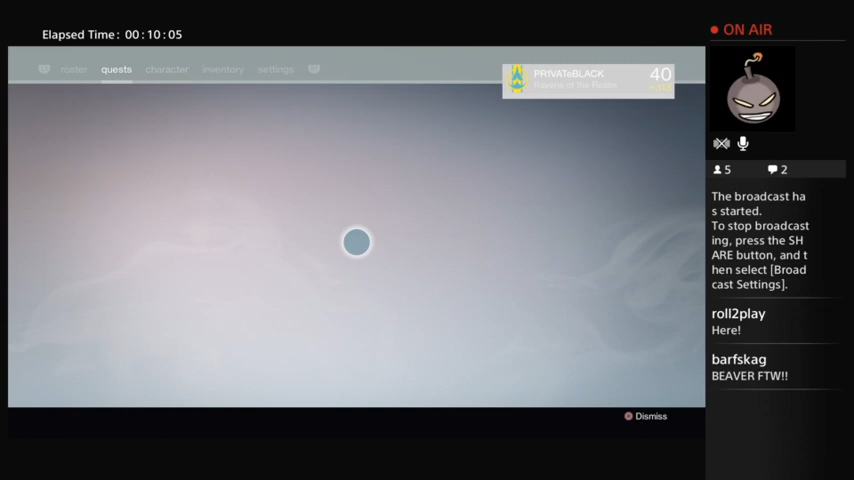 Elapsed Time: 00:10:05
ON AIR
roster quests character inventory settings
PRIVATeBLACK
40
5 2
The broadcast ha
s started.
To stop broadcast
ing, press the SH
ARE button, and t
hen select [Broad
cast Settings].
roll2play
Here!
barfskag
BEAVER FTW!!
Dismiss